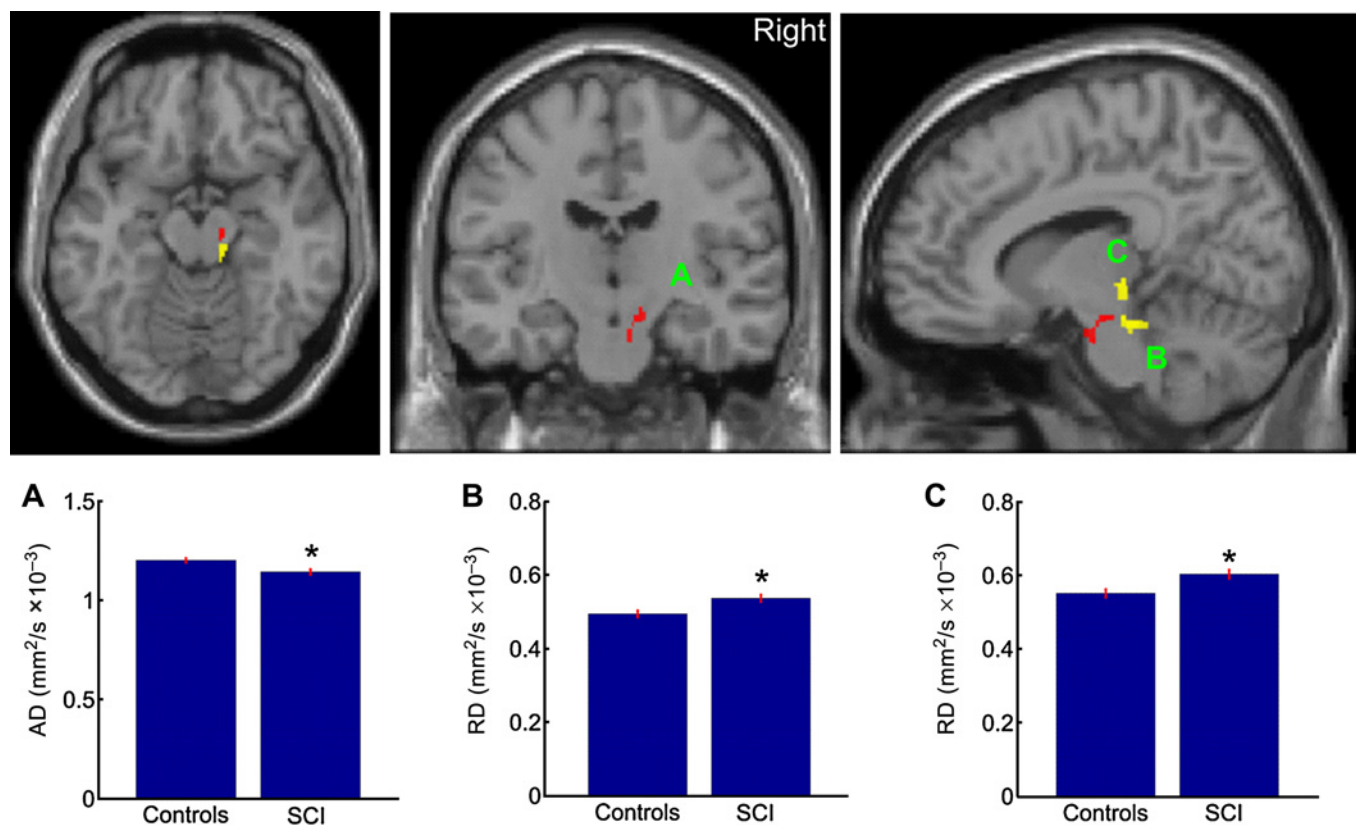 Right
A
C
B
A
AD (mm²/s ×10⁻³)
1.5
1
0.5
0
*
Controls
SCI
B
RD (mm²/s ×10⁻³)
0.8
0.6
0.4
0.2
0
*
Controls
SCI
C
RD (mm²/s ×10⁻³)
0.8
0.6
0.4
0.2
0
*
Controls
SCI